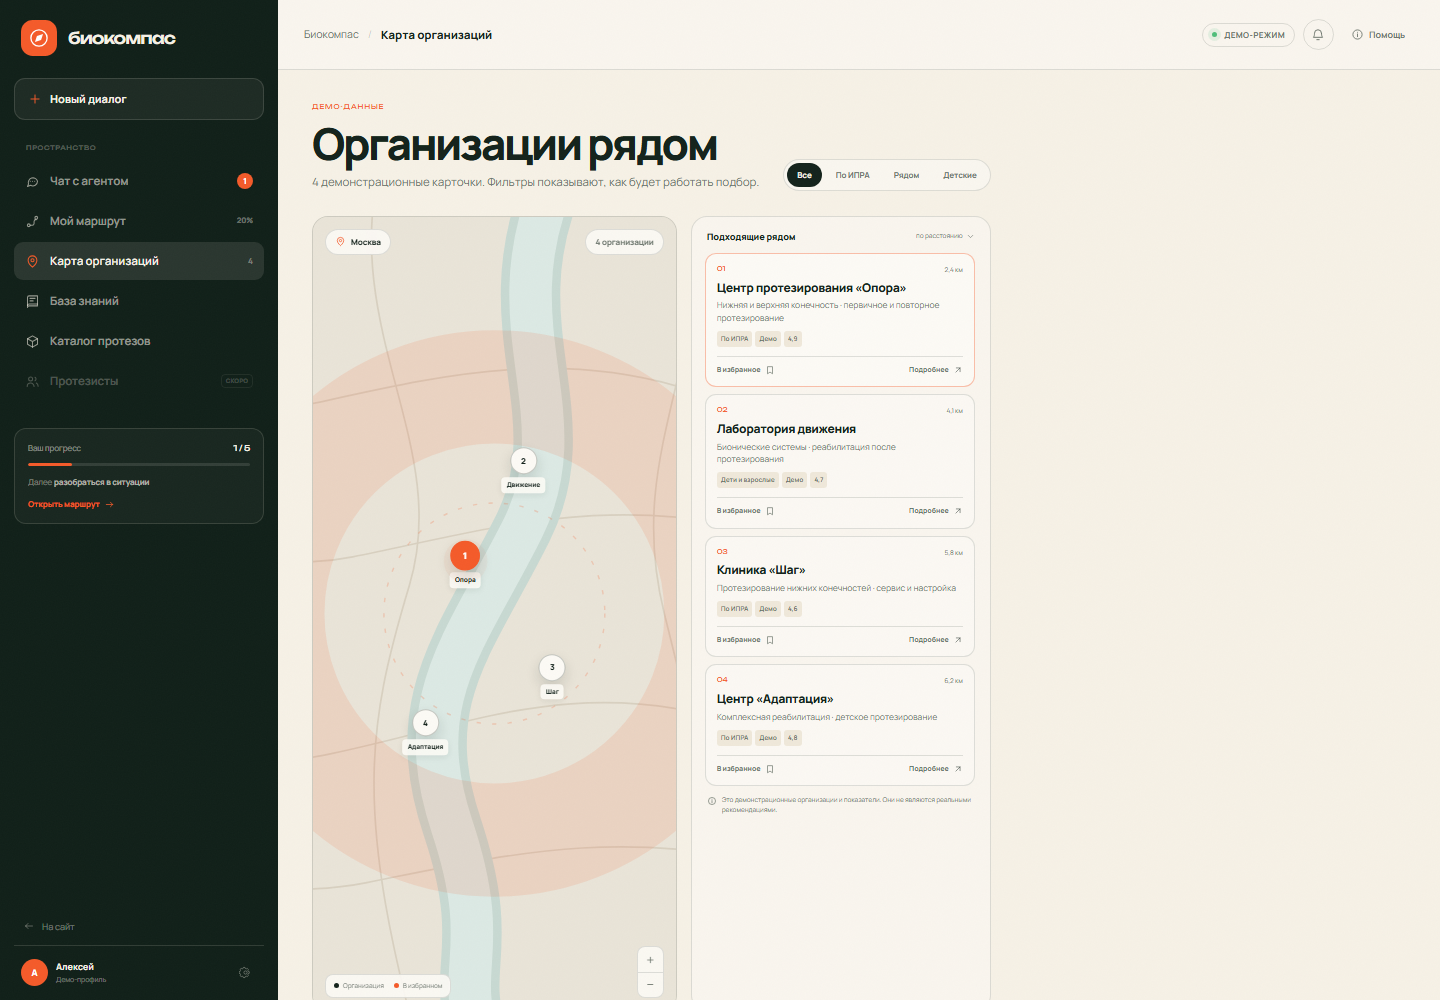 биокомпас
Новый диалог
ПРОСТРАНСТВО
Чат с агентом 1
Мой маршрут 20%
Карта организаций 4
База знаний
Каталог протезов
Протезисты СКОРО
Ваш прогресс 1/5
Далее разобраться в ситуации
Открыть маршрут →
← На сайт
А Алексей
Демо-профиль
Биокомпас / Карта организаций
ДЕМО-РЕЖИМ
Помощь
ДЕМО-ДАННЫЕ
Организации рядом
4 демонстрационные карточки. Фильтры показывают, как будет работать подбор.
Все По ИПРА Рядом Детские
Москва
4 организации
2
Движение
1
Опора
3
Шаг
4
Адаптация
Организация В избранном
+
−
Подходящие рядом по расстоянию
01 2,4 км
Центр протезирования «Опора»
Нижняя и верхняя конечность · первичное и повторное
протезирование
По ИПРА Демо 4,9
В избранное Подробнее
02 4,1 км
Лаборатория движения
Бионические системы · реабилитация после
протезирования
Дети и взрослые Демо 4,7
В избранное Подробнее
03 5,8 км
Клиника «Шаг»
Протезирование нижних конечностей · сервис и настройка
По ИПРА Демо 4,6
В избранное Подробнее
04 6,2 км
Центр «Адаптация»
Комплексная реабилитация · детское протезирование
По ИПРА Демо 4,8
В избранное Подробнее
Это демонстрационные организации и показатели. Они не являются реальными
рекомендациями.